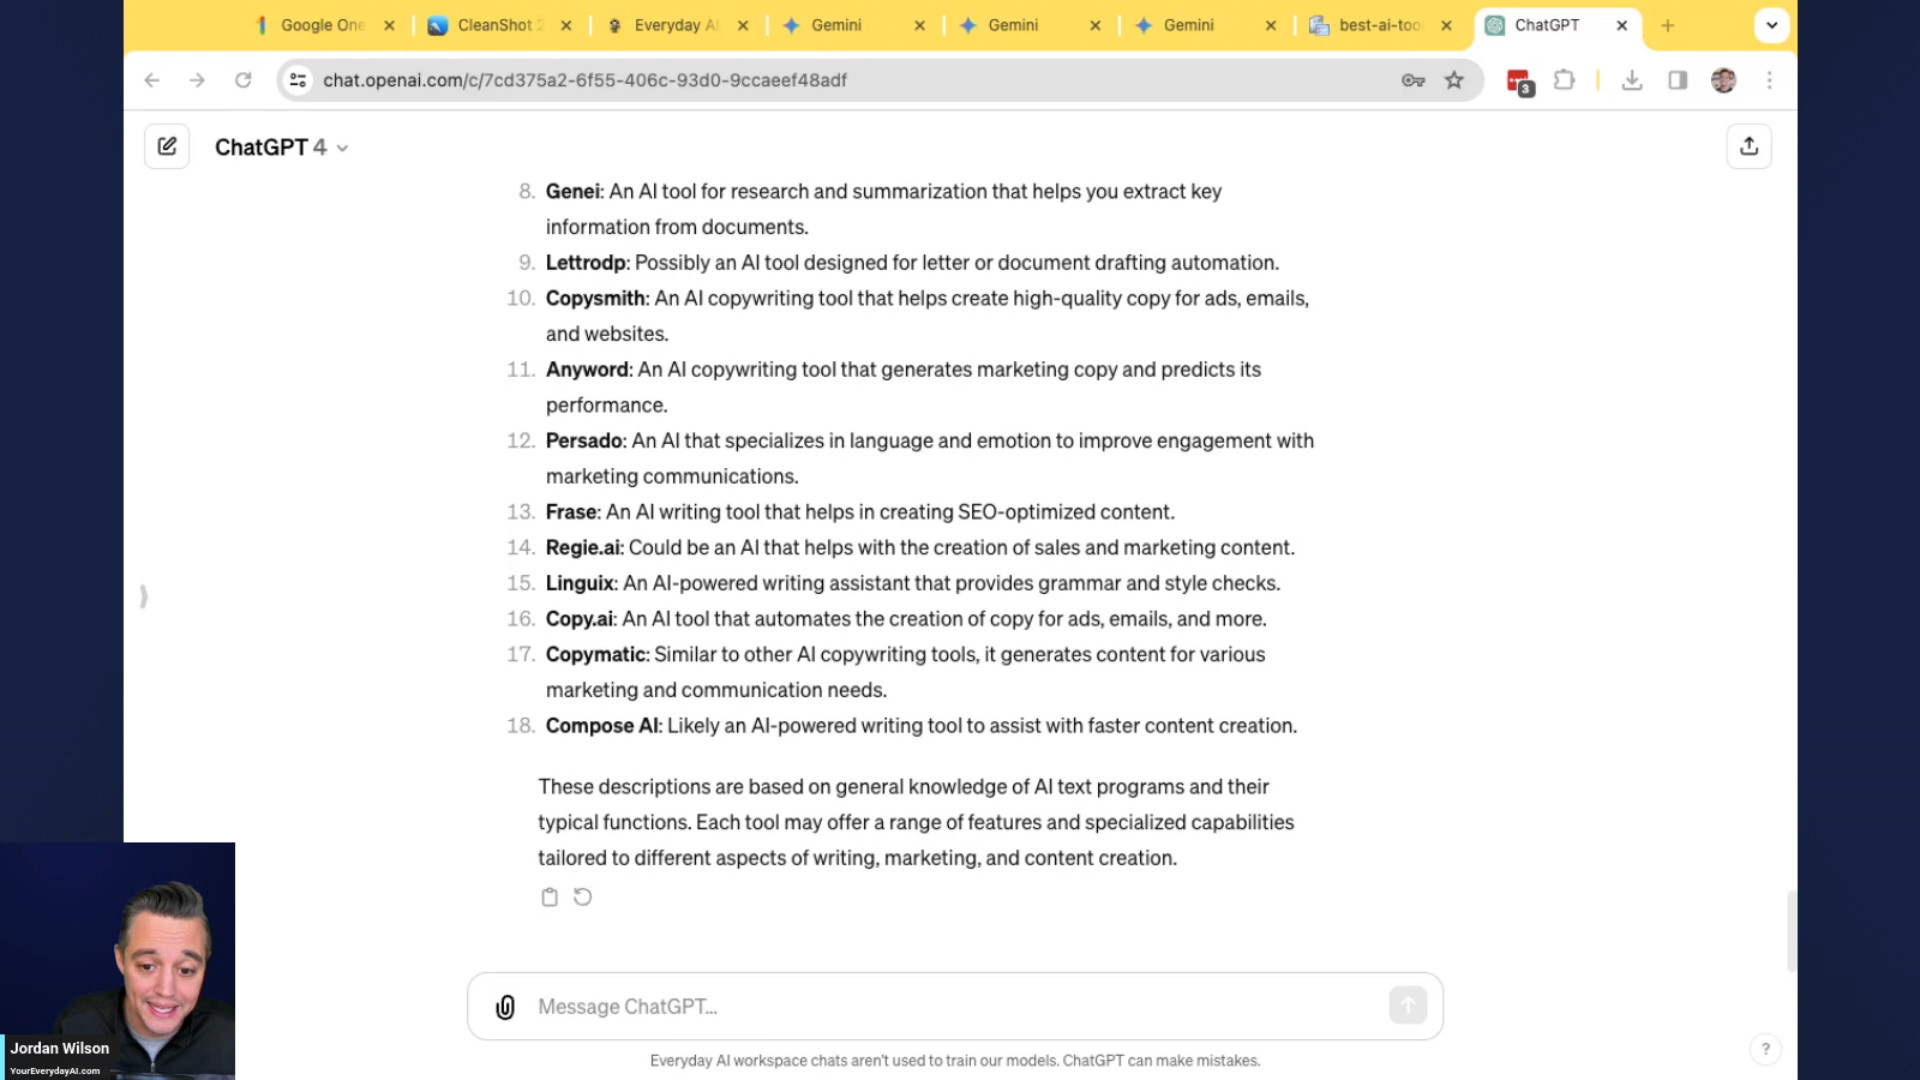 Google One
CleanShot 2
Everyday AI
Gemini
Gemini
Gemini
best-ai-too
ChatGPT
chat.openai.com/c/7cd375a2-6f55-406c-93d0-9ccaeef48adf
3
ChatGPT 4
8. Genei: An AI tool for research and summarization that helps you extract key
information from documents.
9. Lettrodp: Possibly an AI tool designed for letter or document drafting automation.
10. Copysmith: An AI copywriting tool that helps create high-quality copy for ads, emails,
and websites.
11. Anyword: An AI copywriting tool that generates marketing copy and predicts its
performance.
12. Persado: An AI that specializes in language and emotion to improve engagement with
marketing communications.
13. Frase: An AI writing tool that helps in creating SEO-optimized content.
14. Regie.ai: Could be an AI that helps with the creation of sales and marketing content.
15. Linguix: An AI-powered writing assistant that provides grammar and style checks.
16. Copy.ai: An AI tool that automates the creation of copy for ads, emails, and more.
17. Copymatic: Similar to other AI copywriting tools, it generates content for various
marketing and communication needs.
18. Compose AI: Likely an AI-powered writing tool to assist with faster content creation.
These descriptions are based on general knowledge of AI text programs and their
typical functions. Each tool may offer a range of features and specialized capabilities
tailored to different aspects of writing, marketing, and content creation.
Message ChatGPT...
Everyday AI workspace chats aren't used to train our models. ChatGPT can make mistakes.
?
Jordan Wilson
YourEverydayAI.com